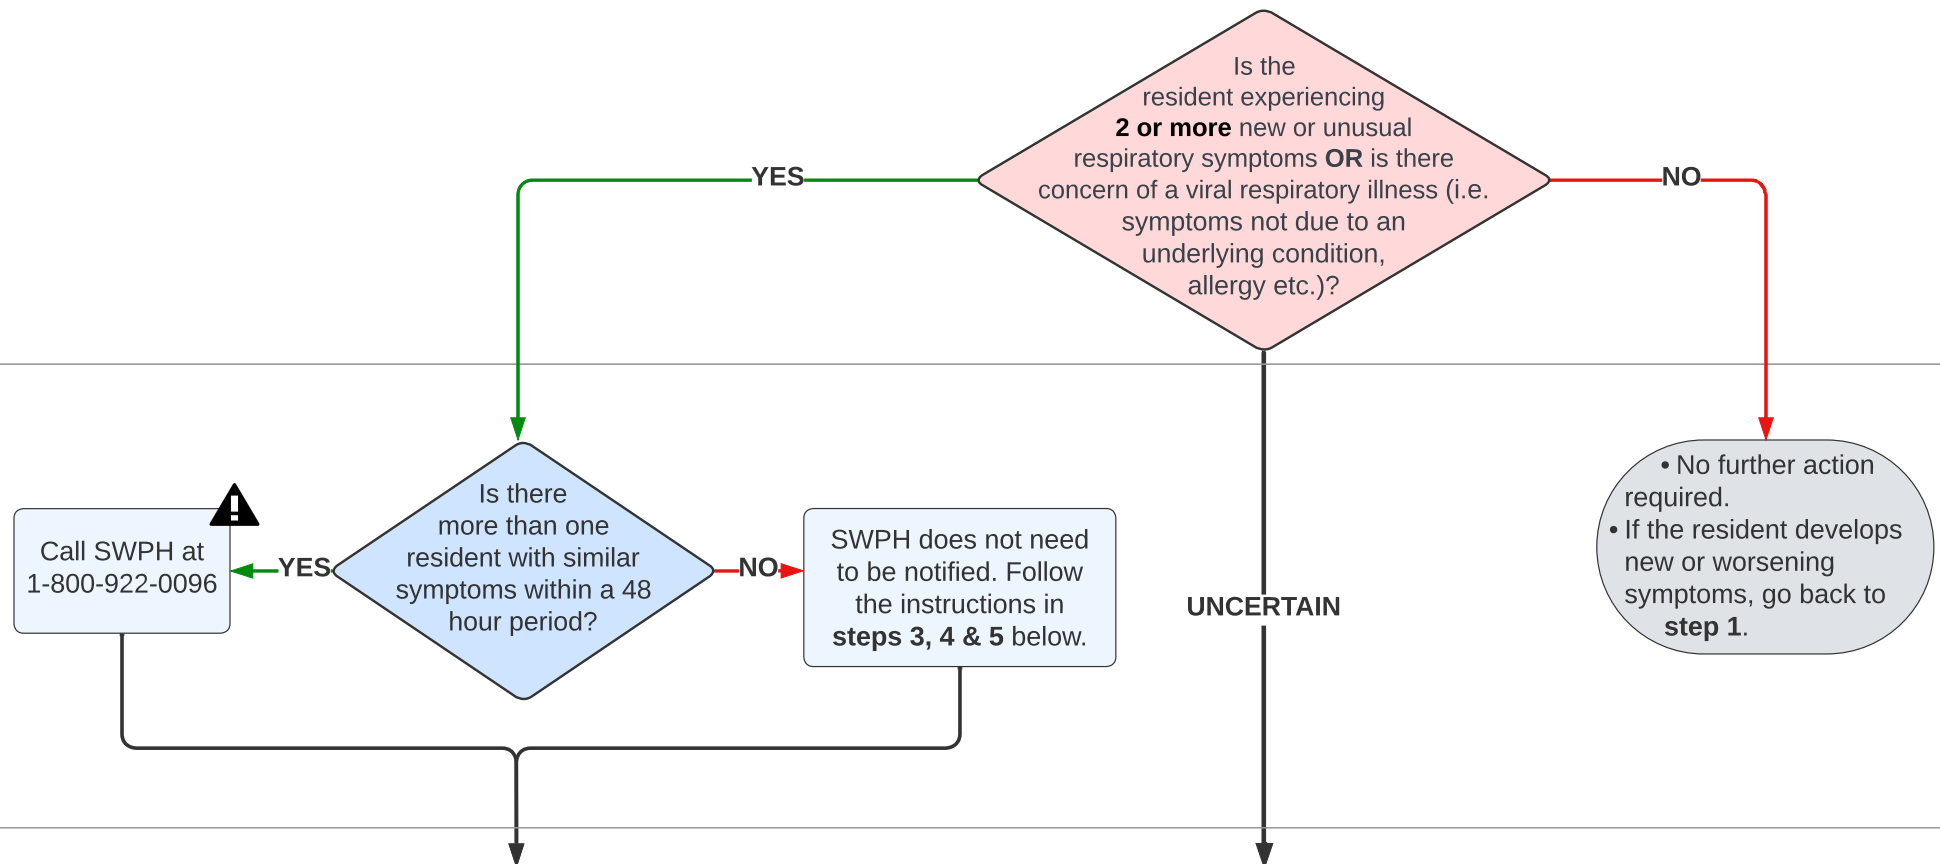 Is the
resident experiencing
2 or more new or unusual
respiratory symptoms OR is there
concern of a viral respiratory illness (i.e.
symptoms not due to an
underlying condition,
allergy etc.)?
YES
NO
Is there
more than one
resident with similar
symptoms within a 48
hour period?
YES
NO
Call SWPH at
1-800-922-0096
SWPH does not need
to be notified. Follow
the instructions in
steps 3, 4 & 5 below.
UNCERTAIN
• No further action
required.
• If the resident develops
new or worsening
symptoms, go back to
step 1.